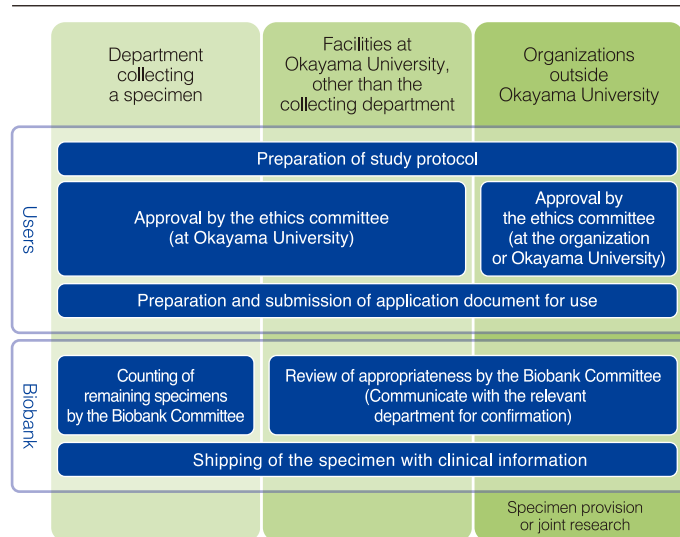 Department
collecting
a specimen
Facilities at
Okayama University,
other than the
collecting department
Organizations
outside
Okayama University
Users
Preparation of study protocol
Approval by the ethics committee
(at Okayama University)
Approval by
the ethics committee
(at the organization
or Okayama University)
Preparation and submission of application document for use
Biobank
Counting of
remaining specimens
by the Biobank Committee
Review of appropriateness by the Biobank Committee
(Communicate with the relevant
department for confirmation)
Shipping of the specimen with clinical information
Specimen provision
or joint research